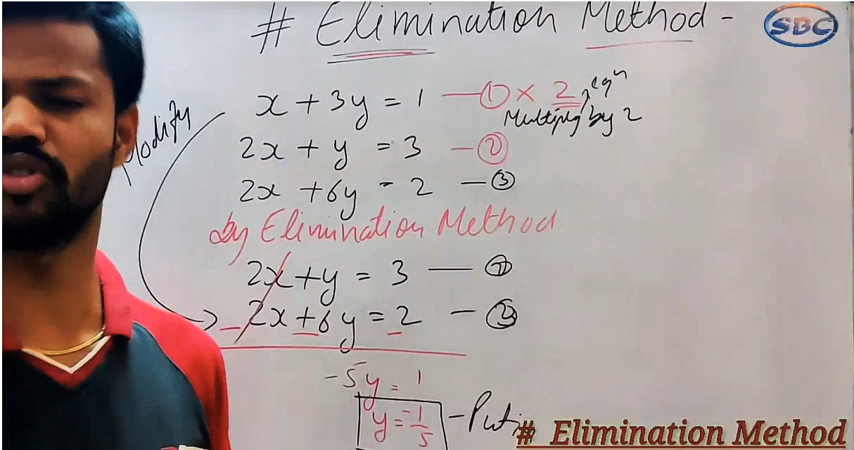 # Elimination Method -
SBC
x + 3y = 1 — ① × 2, eqn
Multiply by 2
Modify
2x + y = 3 — ②
2x + 6y = 2 — ③
by Elimination Method
2x + y = 3 — ②
2x + 6y = 2 — ③
- + -
-5y = 1
y = -1/5 - Put
# Elimination Method